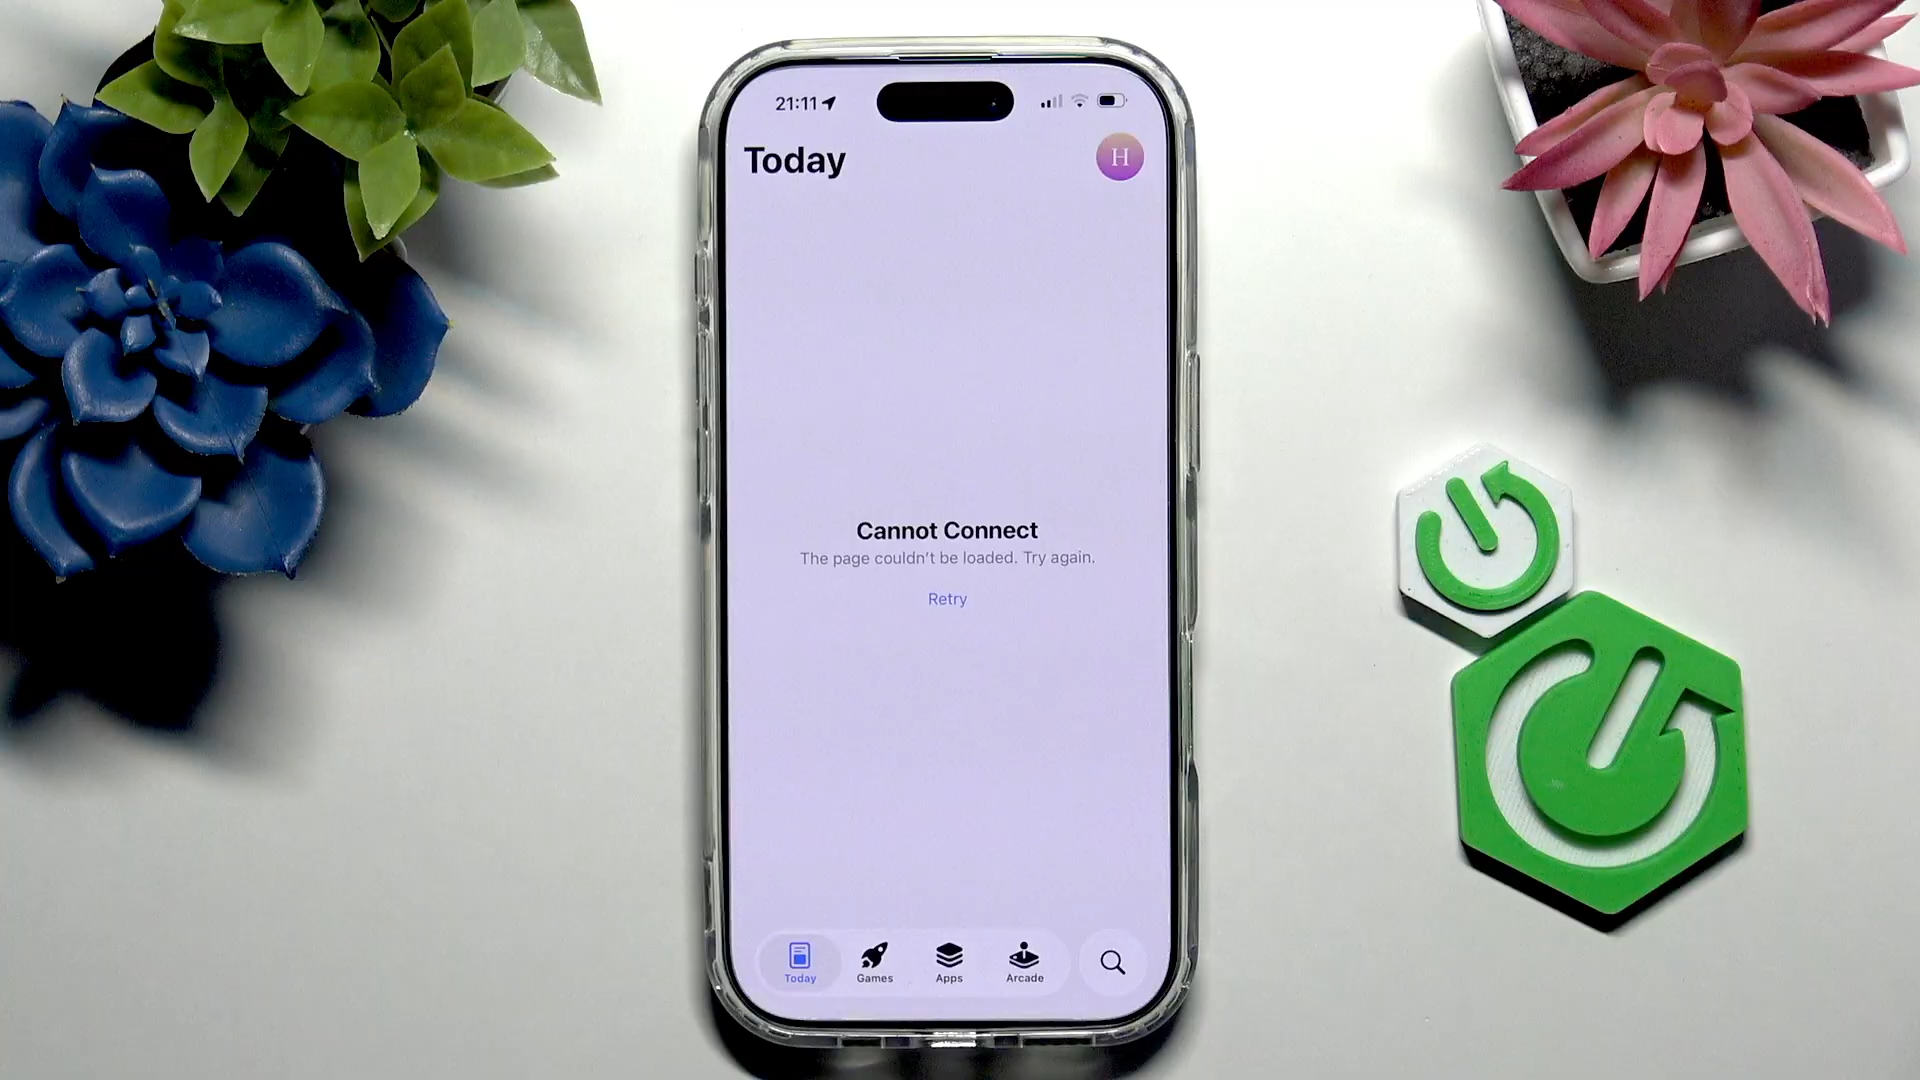 21:11
Today
H
Cannot Connect
The page couldn't be loaded. Try again.
Retry
Today
Games
Apps
Arcade